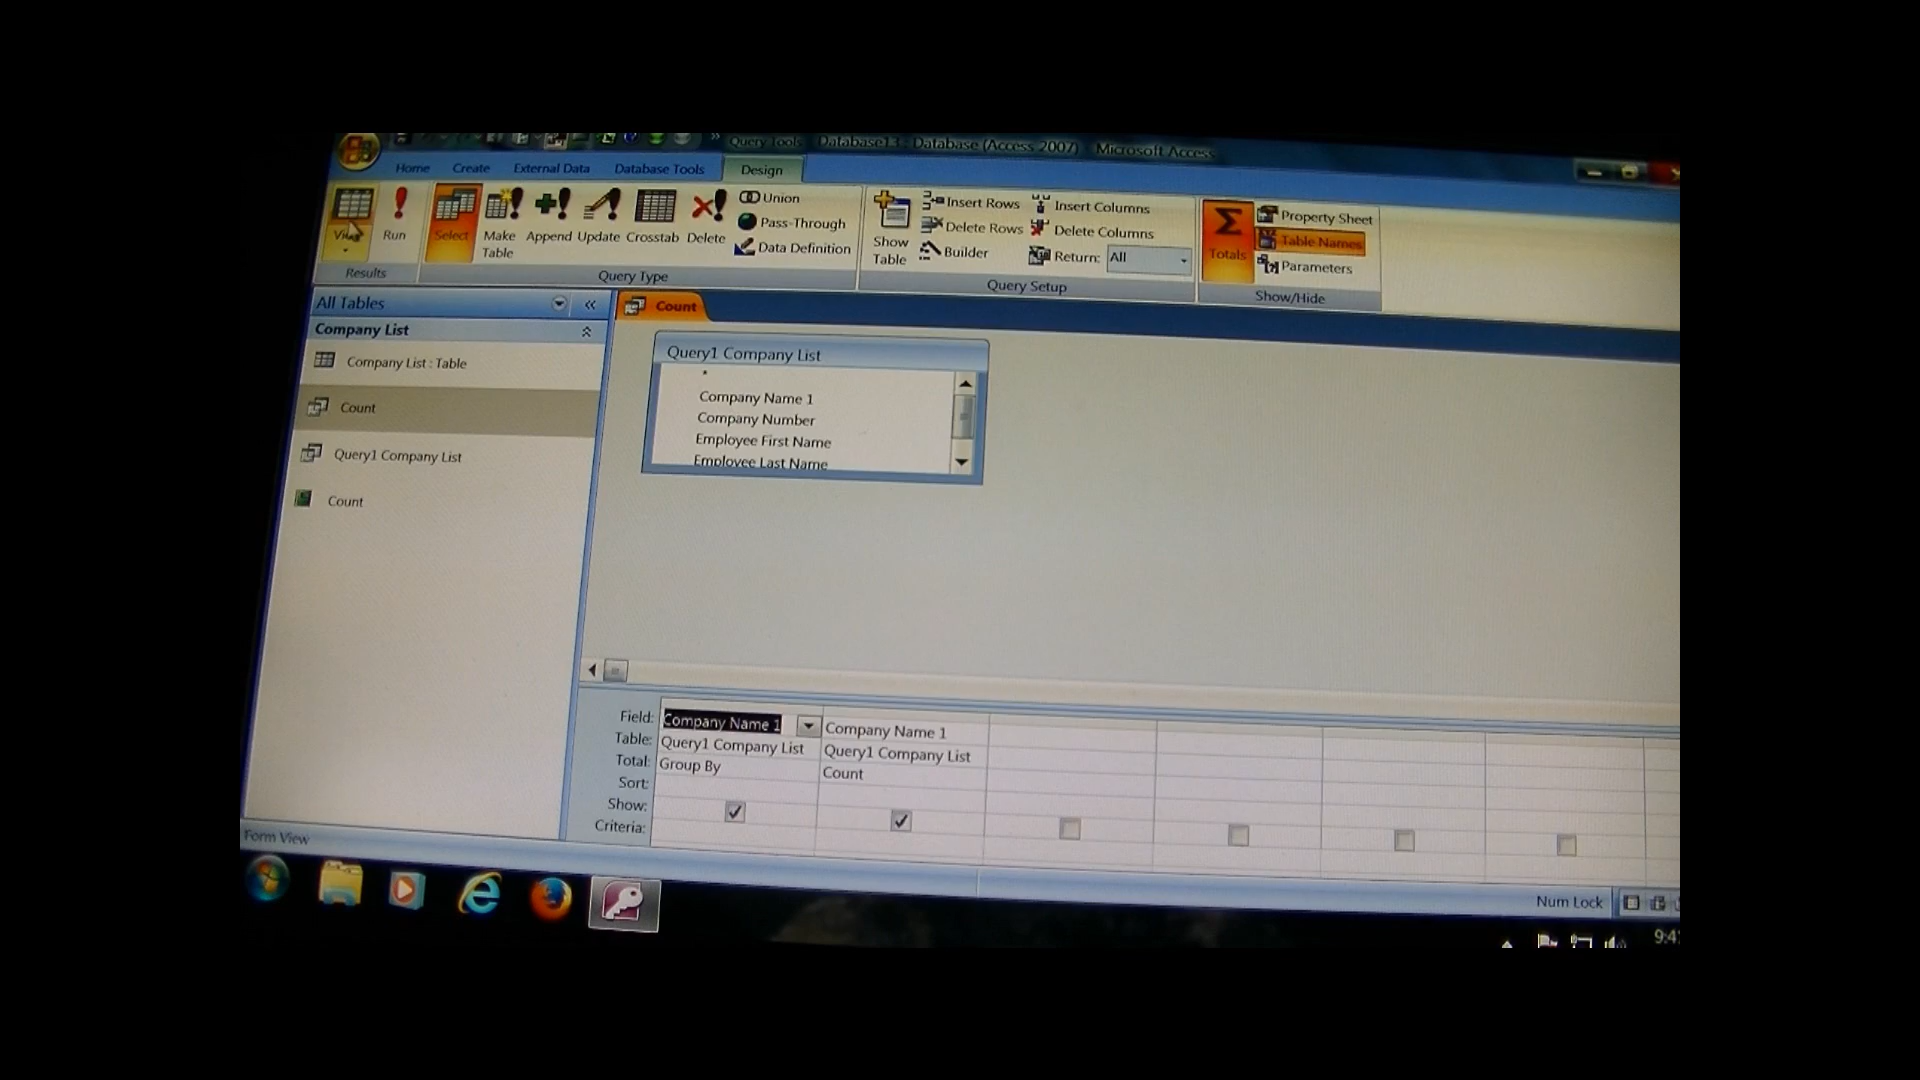 Query Tools Database13 : Database (Access 2007) - Microsoft Access
Home Create External Data Database Tools Design
View Run Select Make Table Append Update Crosstab Delete
Union
Pass-Through
Data Definition
Show Table
Insert Rows
Delete Rows
Builder
Insert Columns
Delete Columns
Return: All
Totals
Property Sheet
Table Names
Parameters
Results Query Type Query Setup Show/Hide
All Tables
Company List
Company List : Table
Count
Query1 Company List
Count
Count
Query1 Company List
*
Company Name 1
Company Number
Employee First Name
Employee Last Name
Field: Company Name 1 Company Name 1
Table: Query1 Company List Query1 Company List
Total: Group By Count
Sort:
Show:
Criteria:
Form View
Num Lock